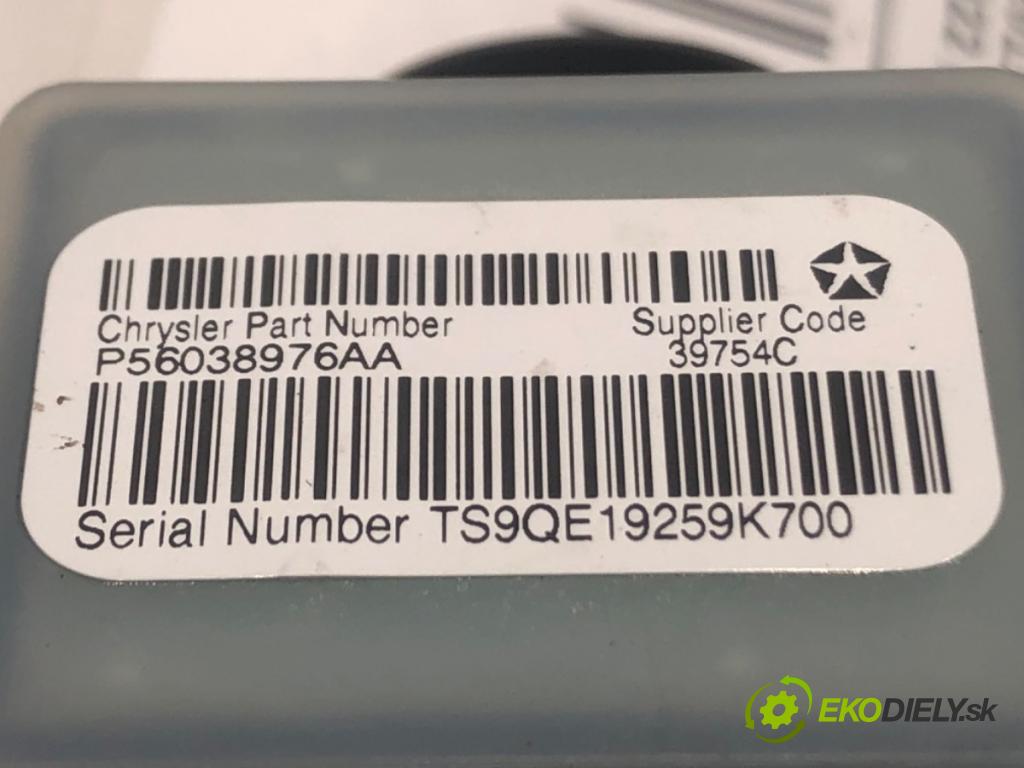 Chrysler Part Number Supplier Code
P56038976AA 39754C
Serial Number TS9QE19259K700
EKODIELY.sk